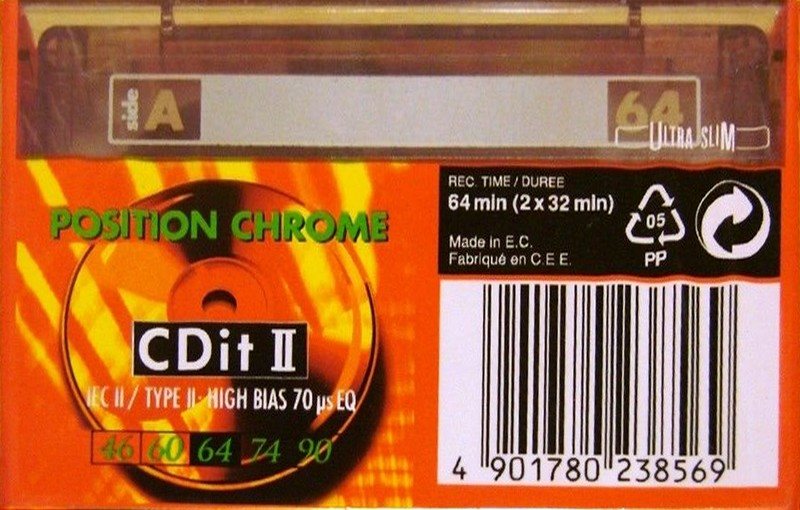 side A 64
ULTRA SLIM
POSITION CHROME
CDit II
IEC II / TYPE II · HIGH BIAS 70 µs EQ
46 60 64 74 90
REC. TIME / DUREE
64 min (2 x 32 min)
Made in E.C.
Fabriqué en C.E E.
05
PP
4 901780 238569